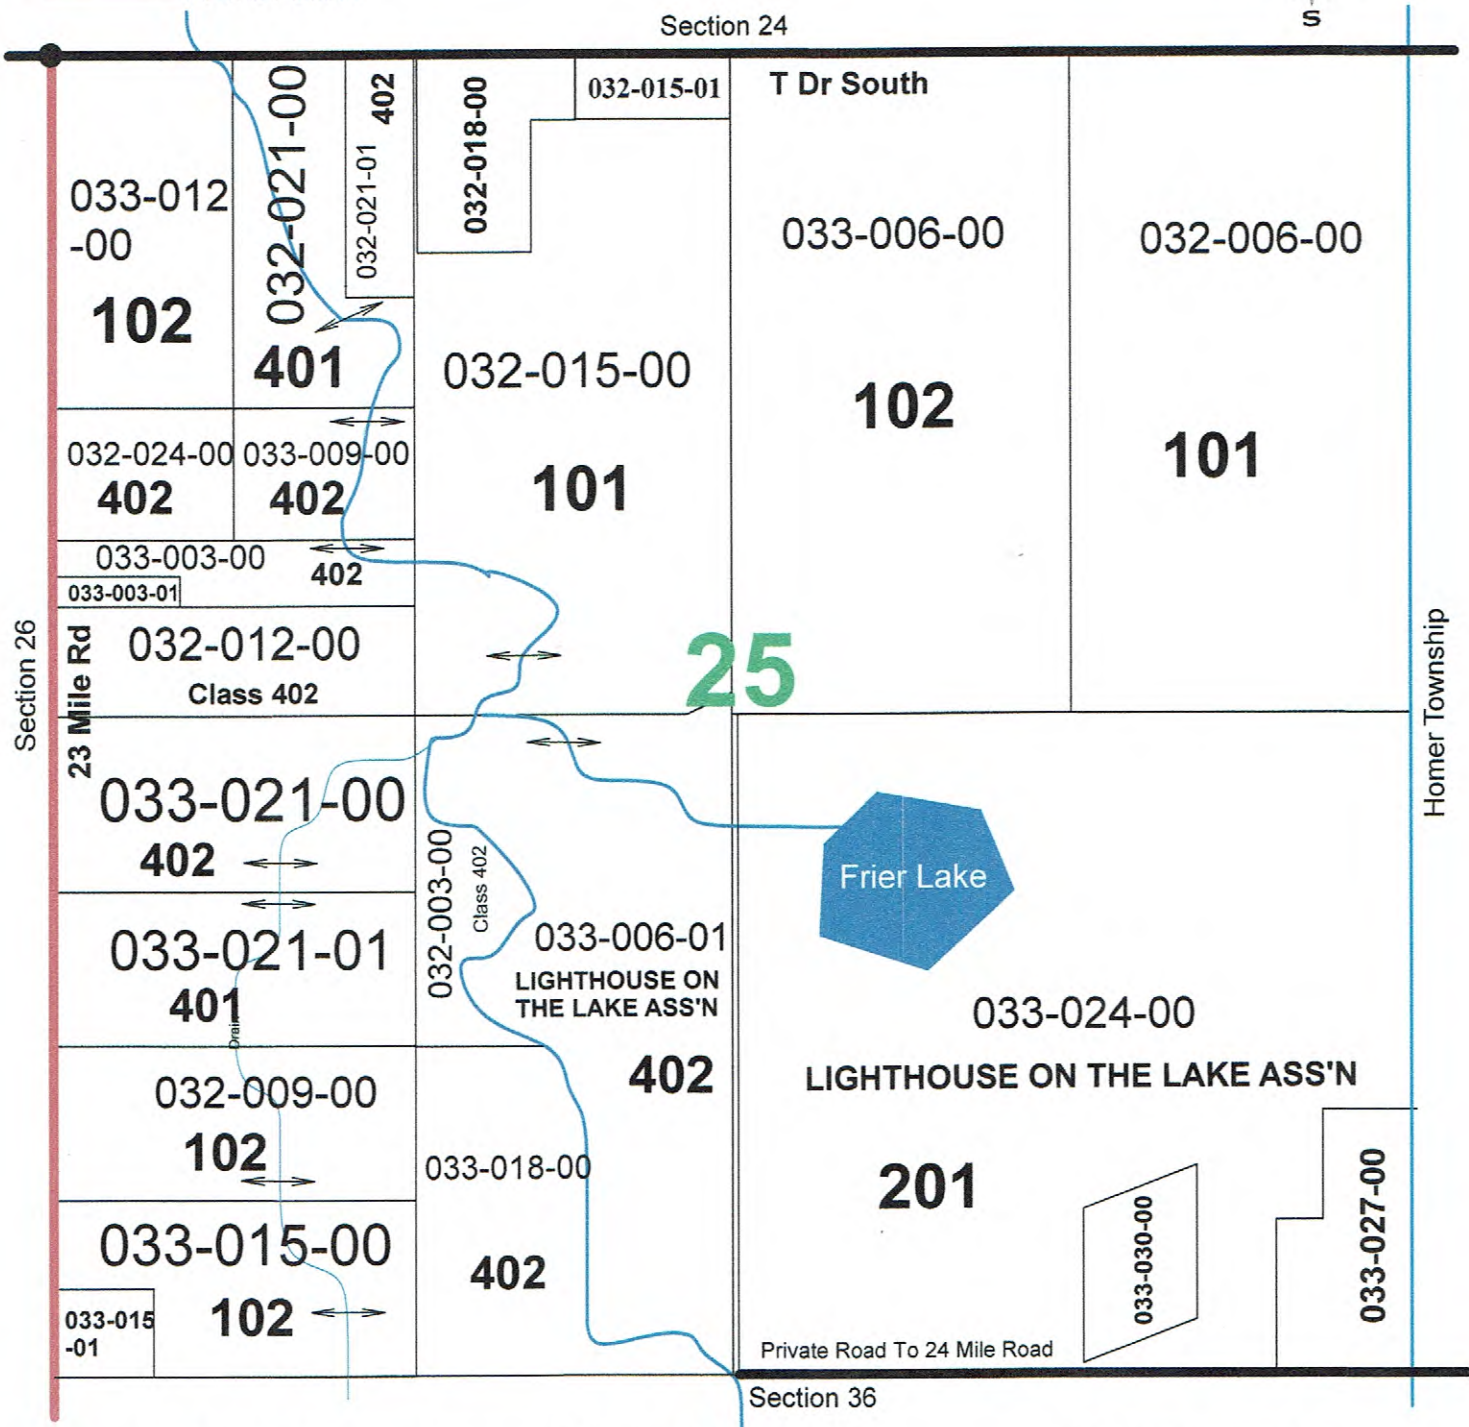 S
Section 24
T Dr South
032-015-01
402
032-018-00
032-021-00
032-021-01
033-012
-00
102
401
033-006-00
032-006-00
032-015-00
102
101
101
032-024-00
402
033-009-00
402
033-003-00
402
033-003-01
032-012-00
Class 402
25
Section 26
23 Mile Rd
Homer Township
033-021-00
402
032-003-00
Class 402
Frier Lake
033-021-01
401
Drain
033-006-01
LIGHTHOUSE ON
THE LAKE ASS'N
402
033-024-00
LIGHTHOUSE ON THE LAKE ASS'N
201
032-009-00
102
033-018-00
402
033-030-00
033-027-00
033-015-00
102
033-015
-01
Private Road To 24 Mile Road
Section 36